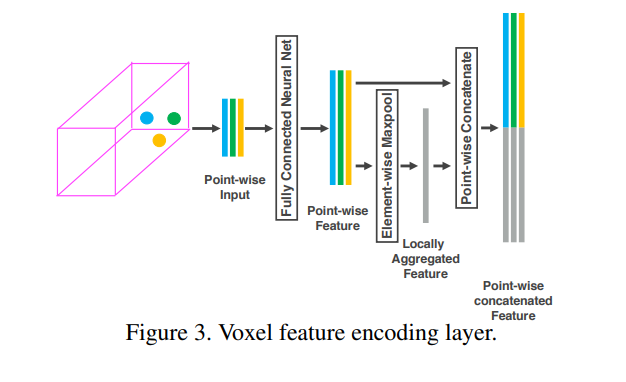 Point-wise
Input
Fully Connected Neural Net
Point-wise
Feature
Element-wise Maxpool
Locally
Aggregated
Feature
Point-wise Concatenate
Point-wise
concatenated
Feature
Figure 3. Voxel feature encoding layer.